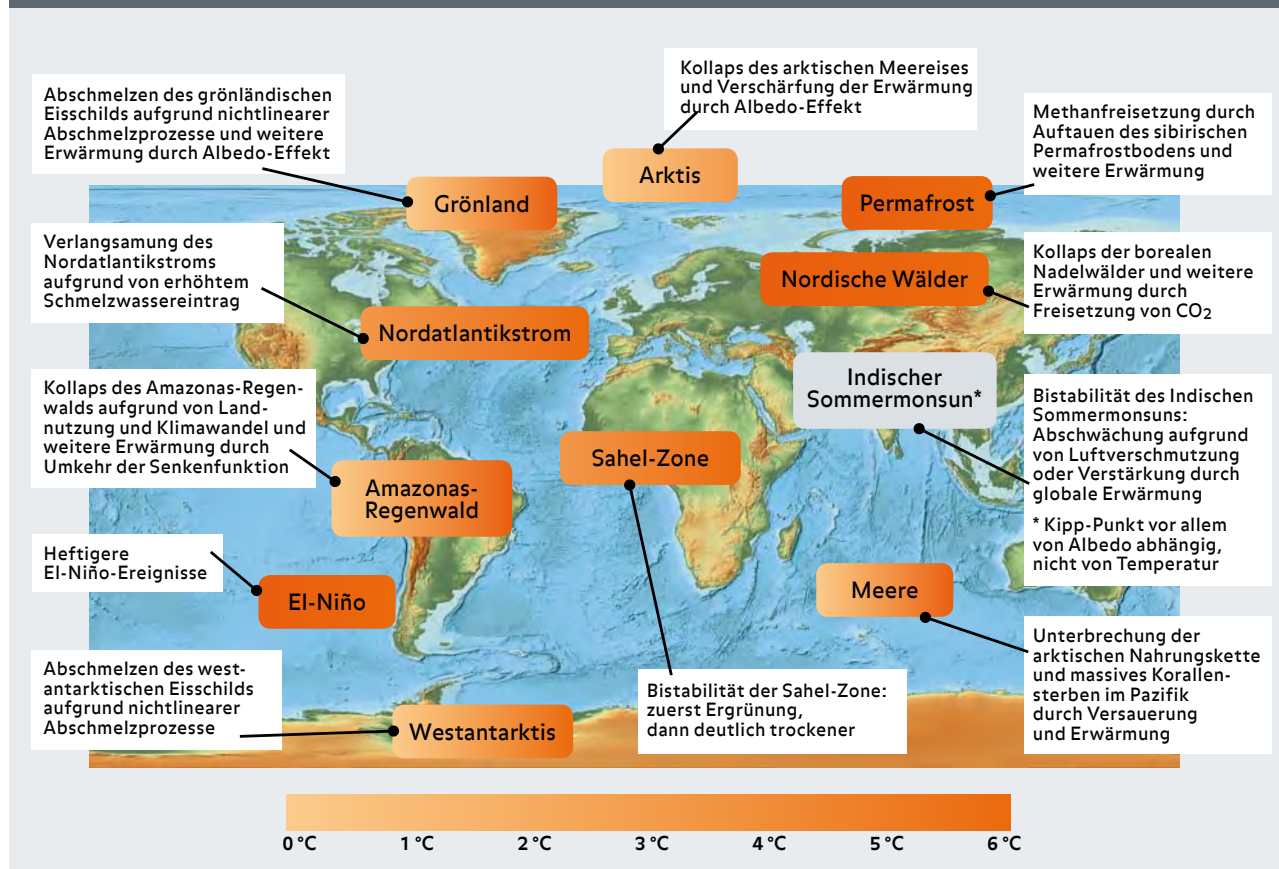 Abschmelzen des grönländischen
Eisschilds aufgrund nichtlinearer
Abschmelzprozesse und weitere
Erwärmung durch Albedo-Effekt
Kollaps des arktischen Meereises
und Verschärfung der Erwärmung
durch Albedo-Effekt
Methanfreisetzung durch
Auftauen des sibirischen
Permafrostbodens und
weitere Erwärmung
Grönland
Arktis
Permafrost
Verlangsamung des
Nordatlantikstroms
aufgrund von erhöhtem
Schmelzwassereintrag
Nordatlantikstrom
Nordische Wälder
Kollaps der borealen
Nadelwälder und weitere
Erwärmung durch
Freisetzung von CO2
Kollaps des Amazonas-Regen-
walds aufgrund von Land-
nutzung und Klimawandel und
weitere Erwärmung durch
Umkehr der Senkenfunktion
Amazonas-
Regenwald
Sahel-Zone
Indischer
Sommermonsun*
Bistabilität des Indischen
Sommermonsuns:
Abschwächung aufgrund
von Luftverschmutzung
oder Verstärkung durch
globale Erwärmung
* Kipp-Punkt vor allem
von Albedo abhängig,
nicht von Temperatur
Heftigere
El-Niño-Ereignisse
El-Niño
Meere
Abschmelzen des west-
antarktischen Eisschilds
aufgrund nichtlinearer
Abschmelzprozesse
Westantarktis
Bistabilität der Sahel-Zone:
zuerst Ergrünung,
dann deutlich trockener
Unterbrechung der
arktischen Nahrungskette
und massives Korallen-
sterben im Pazifik
durch Versauerung
und Erwärmung
0 °C 1 °C 2 °C 3 °C 4 °C 5 °C 6 °C